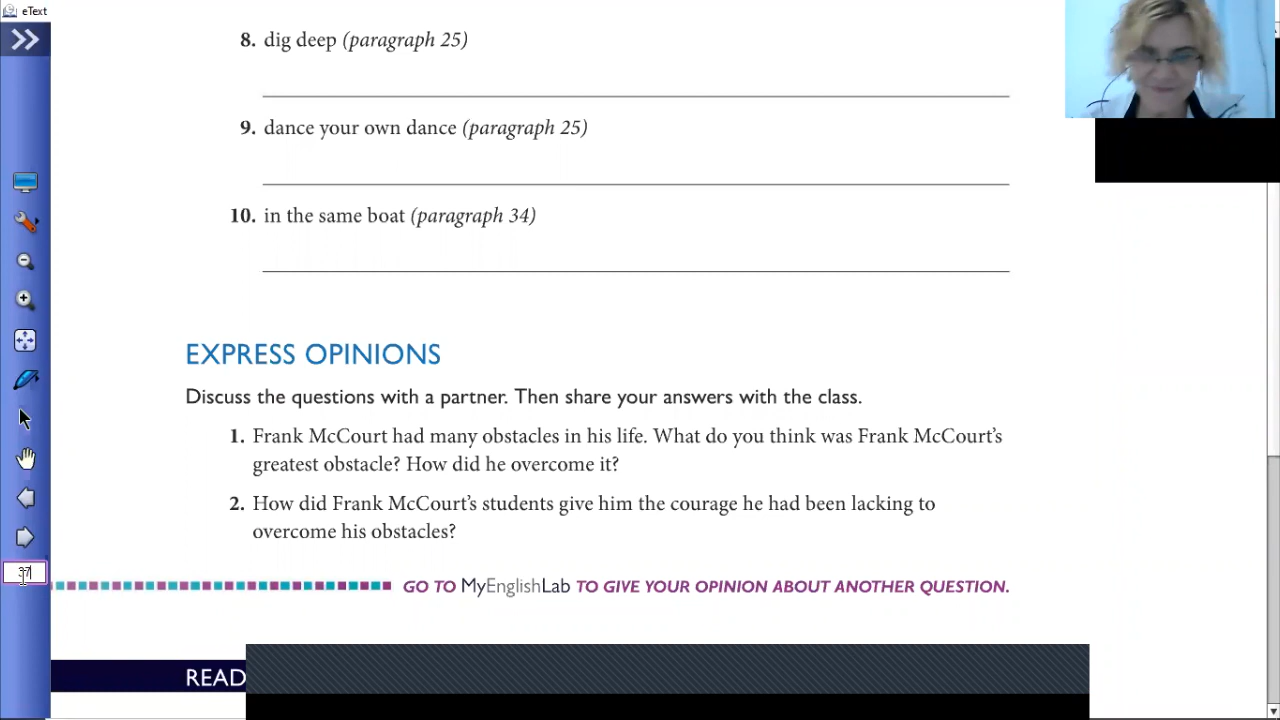 eText
8. dig deep (paragraph 25)
9. dance your own dance (paragraph 25)
10. in the same boat (paragraph 34)
EXPRESS OPINIONS
Discuss the questions with a partner. Then share your answers with the class.
1. Frank McCourt had many obstacles in his life. What do you think was Frank McCourt's
greatest obstacle? How did he overcome it?
2. How did Frank McCourt's students give him the courage he had been lacking to
overcome his obstacles?
37
GO TO MyEnglishLab TO GIVE YOUR OPINION ABOUT ANOTHER QUESTION.
READ